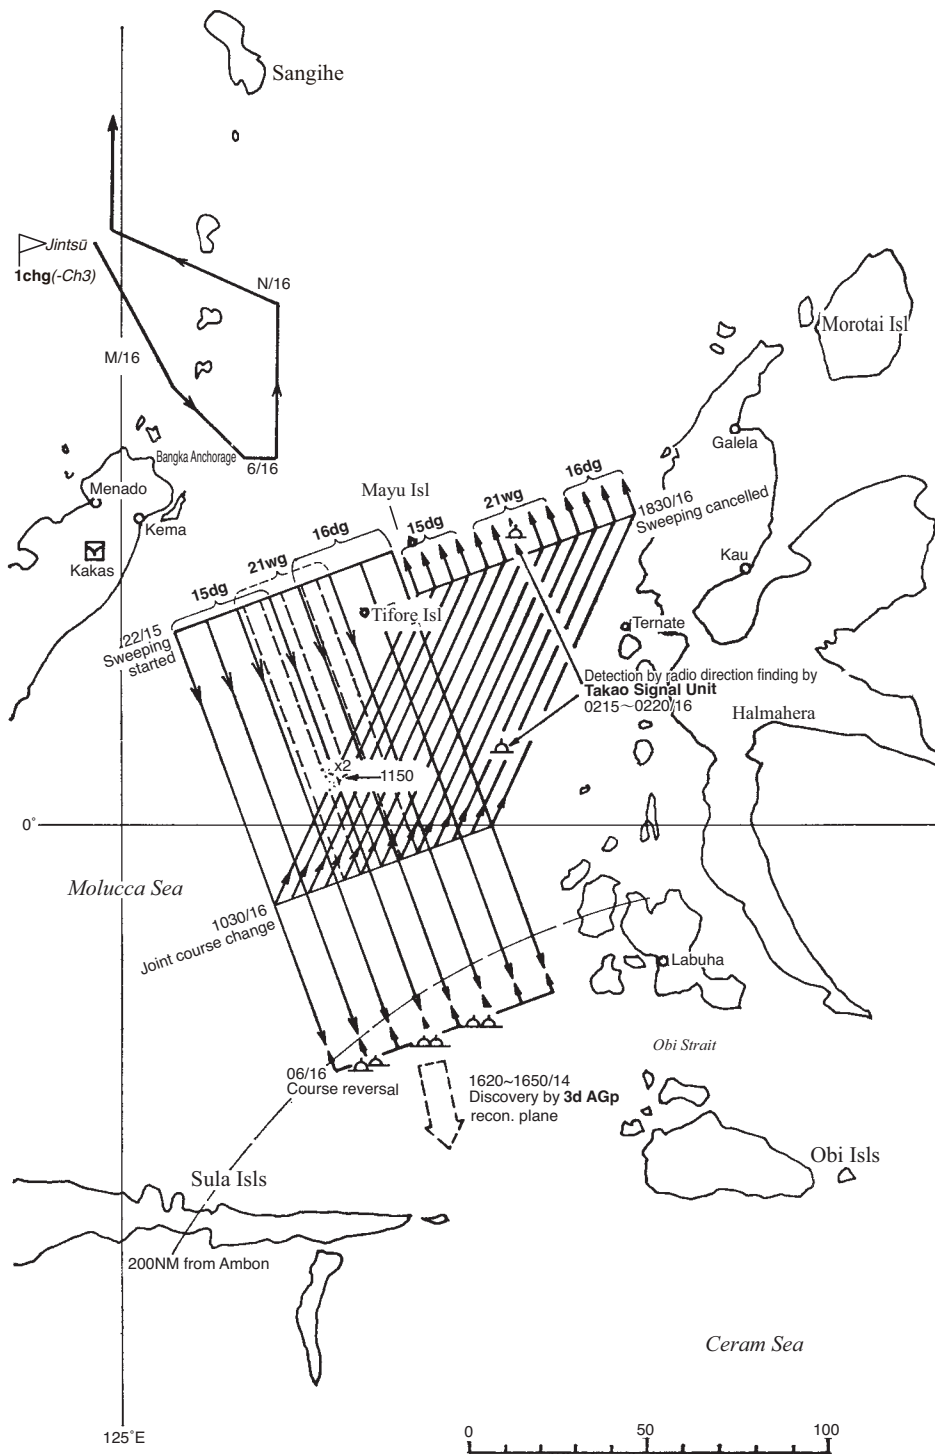 Sangihe
Jintsū
1chg(-Ch3)
N/16
Morotai Isl
M/16
Galela
Bangka Anchorage
6/16
16dg
21wg
Mayu Isl
15dg
1830/16
Sweeping cancelled
Menado
Kema
Kakas
16dg
21wg
15dg
Kau
Tifore Isl
Ternate
22/15
Sweeping
started
Detection by radio direction finding by
Takao Signal Unit
0215~0220/16
Halmahera
x2
1150
0°
Molucca Sea
1030/16
Joint course change
Labuha
Obi Strait
06/16
Course reversal
1620~1650/14
Discovery by 3d AGp
recon. plane
Obi Isls
Sula Isls
200NM from Ambon
Ceram Sea
125°E
0 50 100